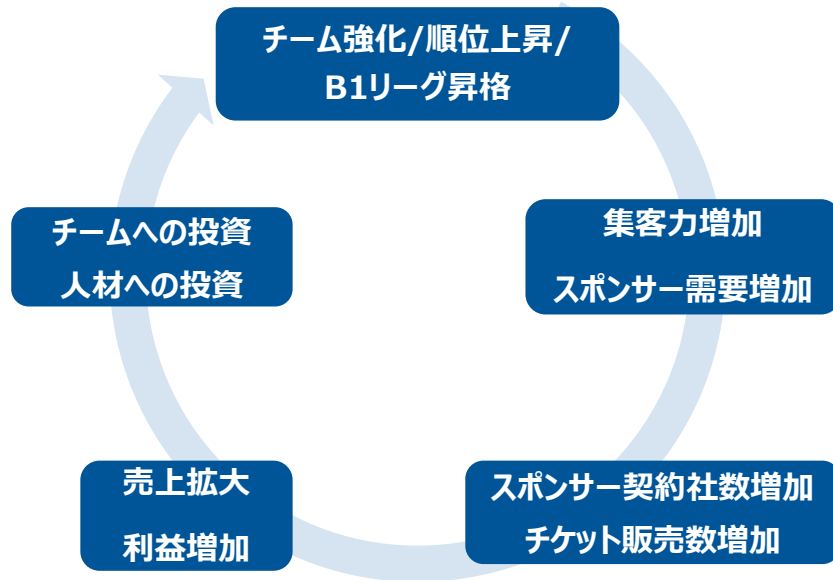 チーム強化/順位上昇/
B1リーグ昇格
集客力増加
スポンサー需要増加
スポンサー契約社数増加
チケット販売数増加
売上拡大
利益増加
チームへの投資
人材への投資